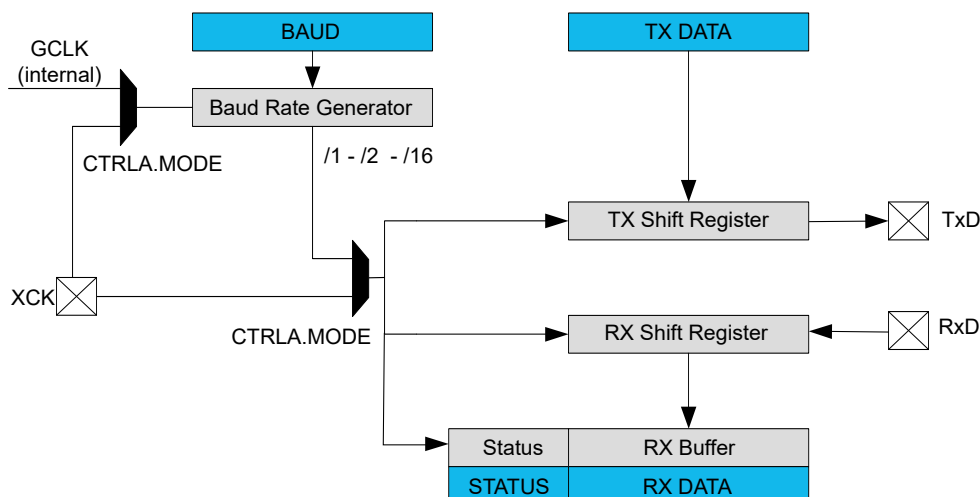 BAUD
TX DATA
GCLK
(internal)
Baud Rate Generator
CTRLA.MODE
/1 - /2 - /16
TX Shift Register
TxD
XCK
CTRLA.MODE
RX Shift Register
RxD
Status
RX Buffer
STATUS
RX DATA